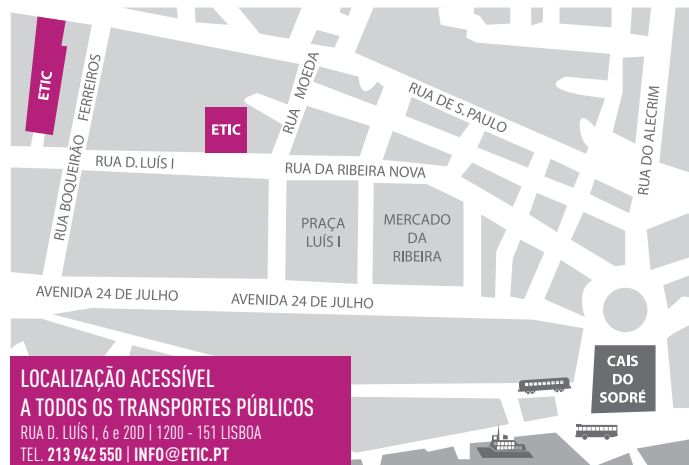 ETIC
RUA BOQUEIRÃO FERREIROS
ETIC
RUA MOEDA
RUA DE S. PAULO
RUA DO ALECRIM
RUA D. LUÍS I
RUA DA RIBEIRA NOVA
PRAÇA
LUÍS I
MERCADO
DA
RIBEIRA
AVENIDA 24 DE JULHO
AVENIDA 24 DE JULHO
CAIS
DO
SODRÉ
LOCALIZAÇÃO ACESSÍVEL
A TODOS OS TRANSPORTES PÚBLICOS
RUA D. LUÍS I, 6 e 20D | 1200 - 151 LISBOA
TEL. 213 942 550 | INFO@ETIC.PT